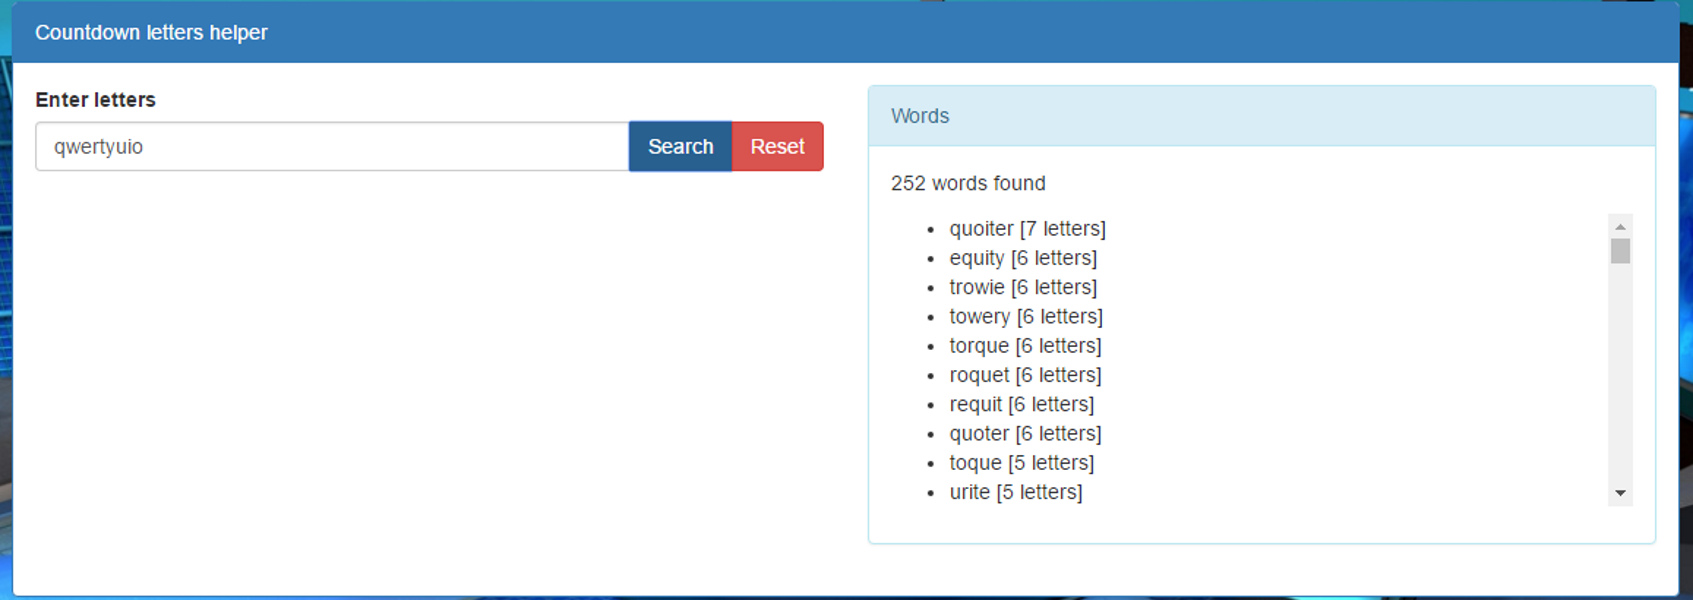 Countdown letters helper
Enter letters
qwertyuio
Search
Reset
Words
252 words found
quoiter [7 letters]
equity [6 letters]
trowie [6 letters]
towery [6 letters]
torque [6 letters]
roquet [6 letters]
requit [6 letters]
quoter [6 letters]
toque [5 letters]
urite [5 letters]